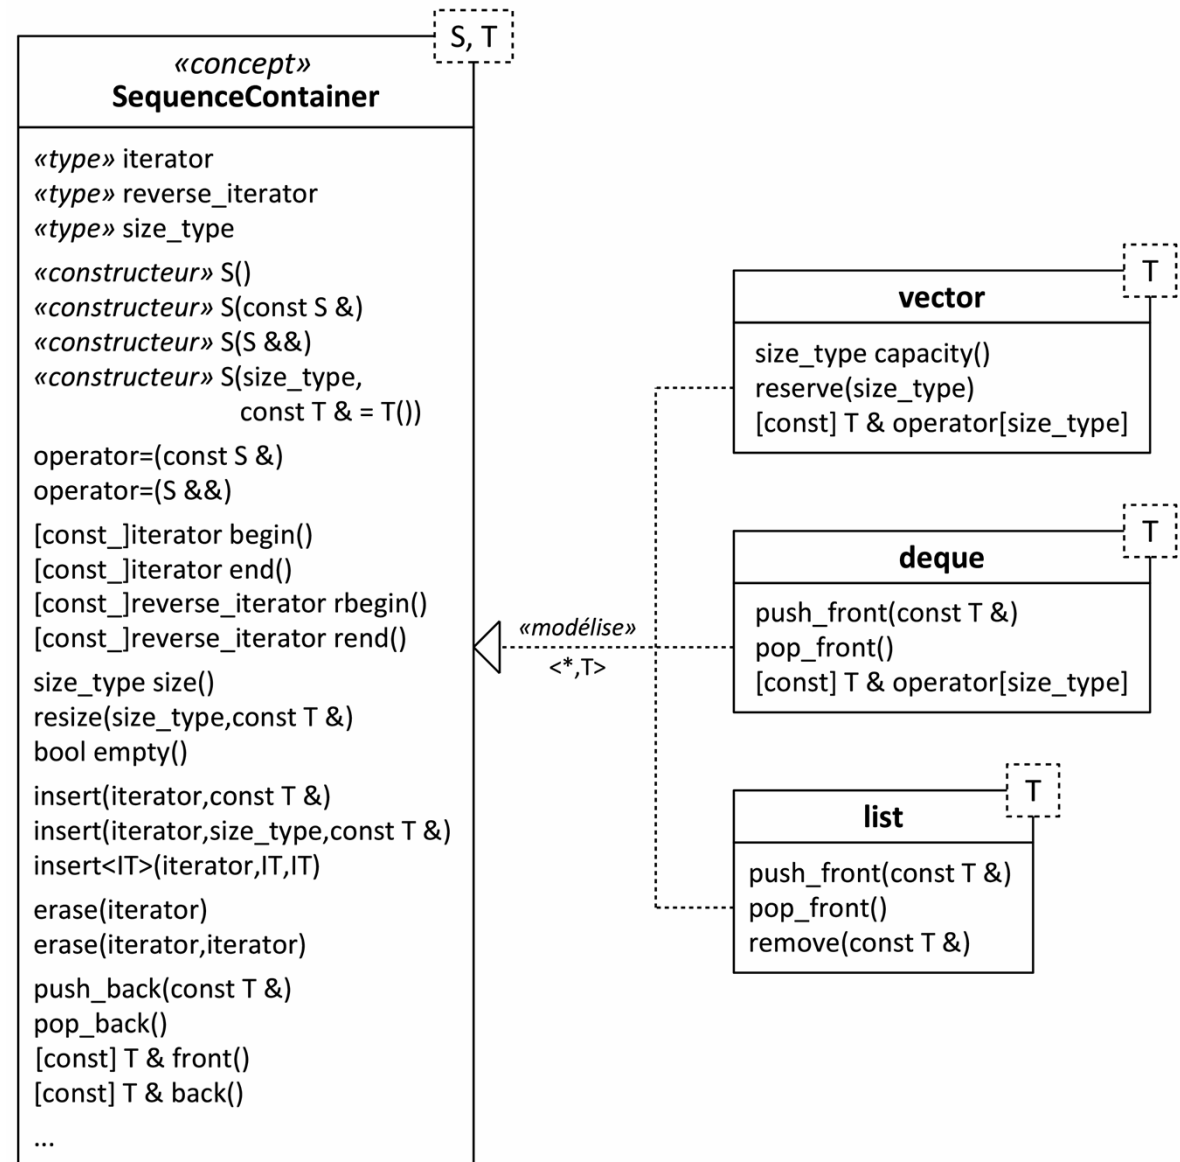 S, T
«concept»
SequenceContainer
«type» iterator
«type» reverse_iterator
«type» size_type
«constructeur» S()
«constructeur» S(const S &)
«constructeur» S(S &&)
«constructeur» S(size_type,
const T & = T())
operator=(const S &)
operator=(S &&)
[const_]iterator begin()
[const_]iterator end()
[const_]reverse_iterator rbegin()
[const_]reverse_iterator rend()
size_type size()
resize(size_type,const T &)
bool empty()
insert(iterator,const T &)
insert(iterator,size_type,const T &)
insert<IT>(iterator,IT,IT)
erase(iterator)
erase(iterator,iterator)
push_back(const T &)
pop_back()
[const] T & front()
[const] T & back()
...
«modélise»
<*,T>
T
vector
size_type capacity()
reserve(size_type)
[const] T & operator[size_type]
T
deque
push_front(const T &)
pop_front()
[const] T & operator[size_type]
T
list
push_front(const T &)
pop_front()
remove(const T &)